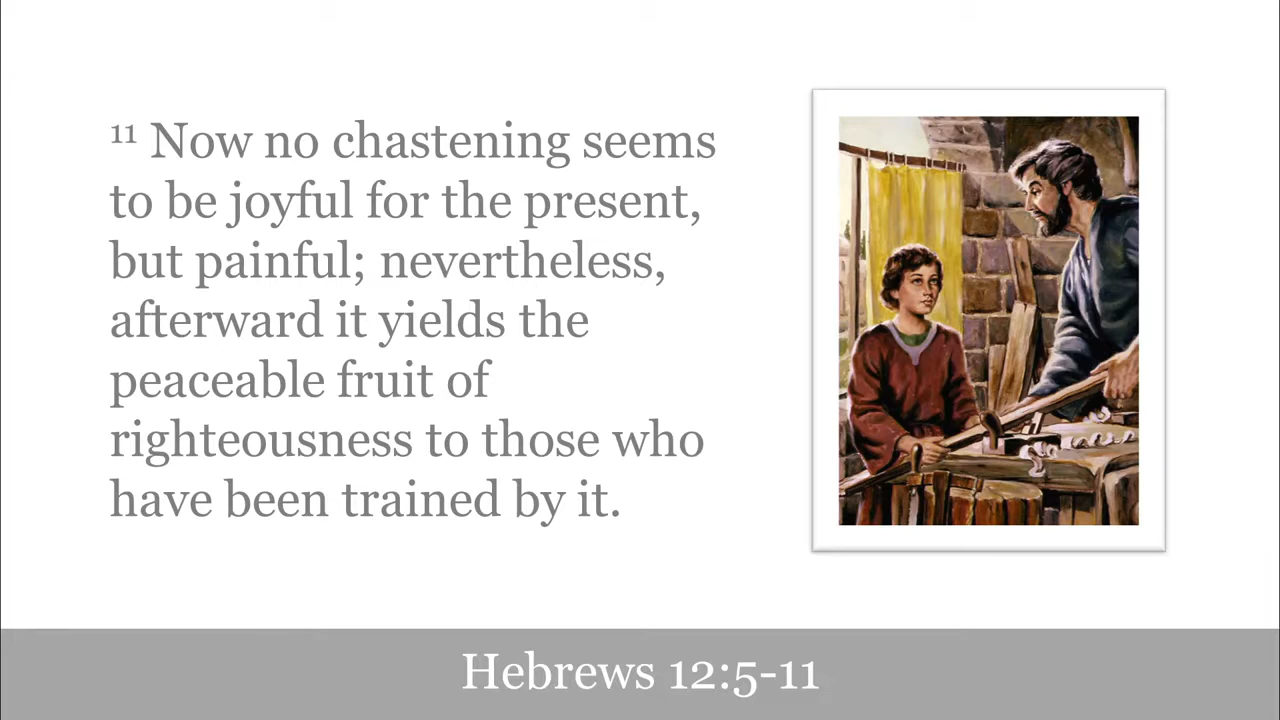 ¹¹ Now no chastening seems
to be joyful for the present,
but painful; nevertheless,
afterward it yields the
peaceable fruit of
righteousness to those who
have been trained by it.
Hebrews 12:5-11